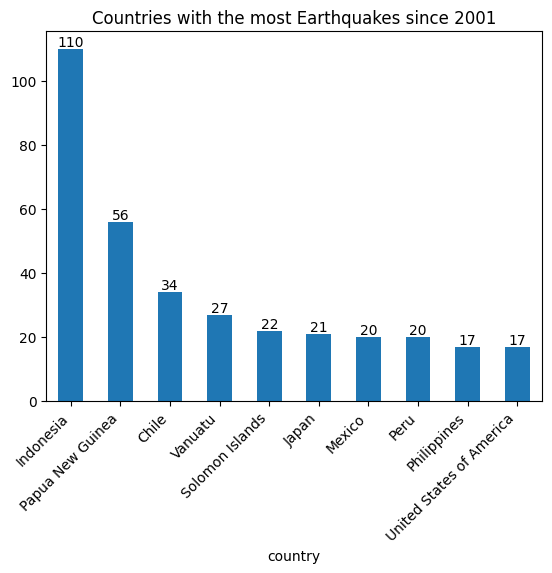 Countries with the most Earthquakes since 2001
110
56
34
27
22
21
20
20
17
17
100
80
60
40
20
0
Indonesia
Papua New Guinea
Chile
Vanuatu
Solomon Islands
Japan
Mexico
Peru
Philippines
United States of America
country